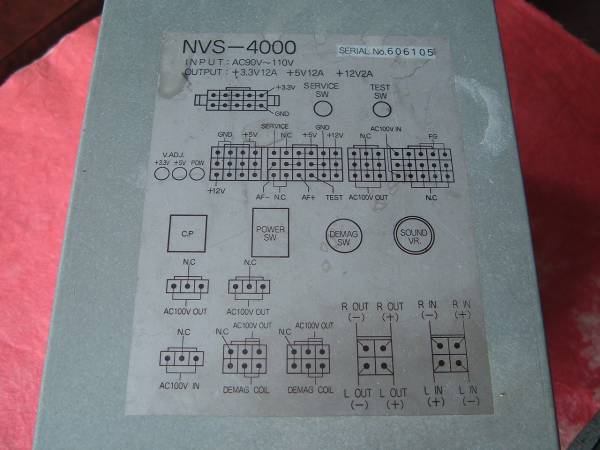 NVS-4000
SERIAL No. 606105
INPUT : AC90V~110V
OUTPUT : +3.3V12A +5V12A +12V2A
+3.3V
GND
SERVICE SW
TEST SW
GND +5V
SERVICE
N.C +5V
GND
+12V
AC100V IN
N.C
FG
V.ADJ.
+3.3V +5V POW
+12V
AF- N.C AF+ TEST
AC100V OUT
N.C
C.P
POWER SW
DEMAG SW.
SOUND VR.
N.C
N.C
AC100V OUT
AC100V OUT
R OUT (-)
R OUT (+)
R IN (-)
R IN (+)
N.C
AC100V OUT
N.C
AC100V OUT
N.C
AC100V IN
DEMAG COIL
DEMAG COIL
L OUT (-)
L OUT (+)
L IN (+)
L IN (-)